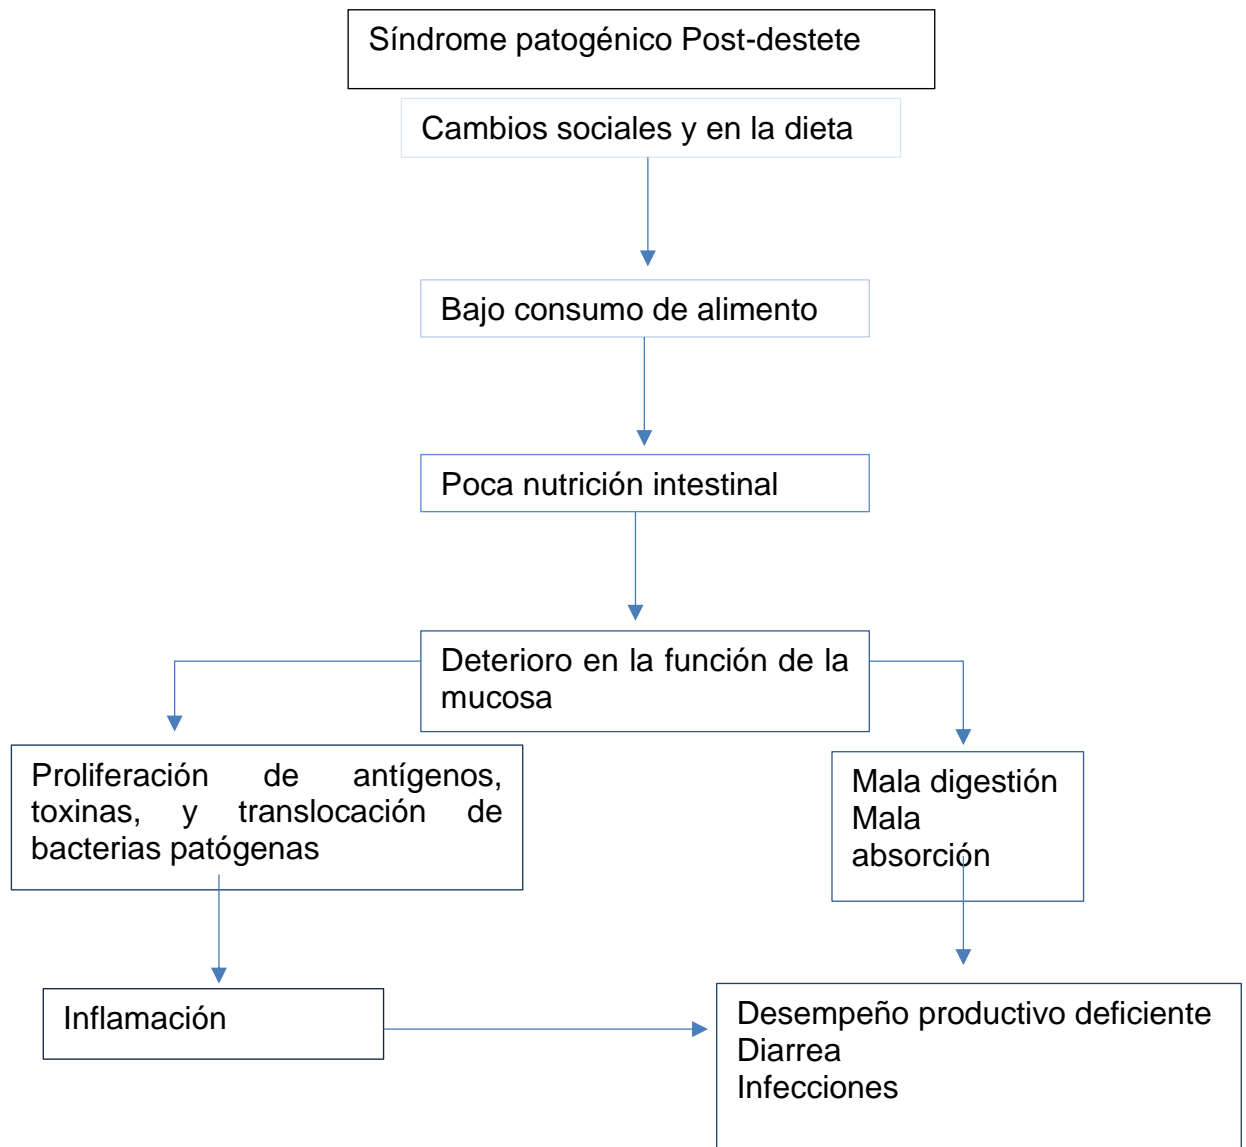 Síndrome patogénico Post-destete
Cambios sociales y en la dieta
Bajo consumo de alimento
Poca nutrición intestinal
Deterioro en la función de la
mucosa
Proliferación de antígenos,
toxinas, y translocación de
bacterias patógenas
Mala digestión
Mala
absorción
Inflamación
Desempeño productivo deficiente
Diarrea
Infecciones